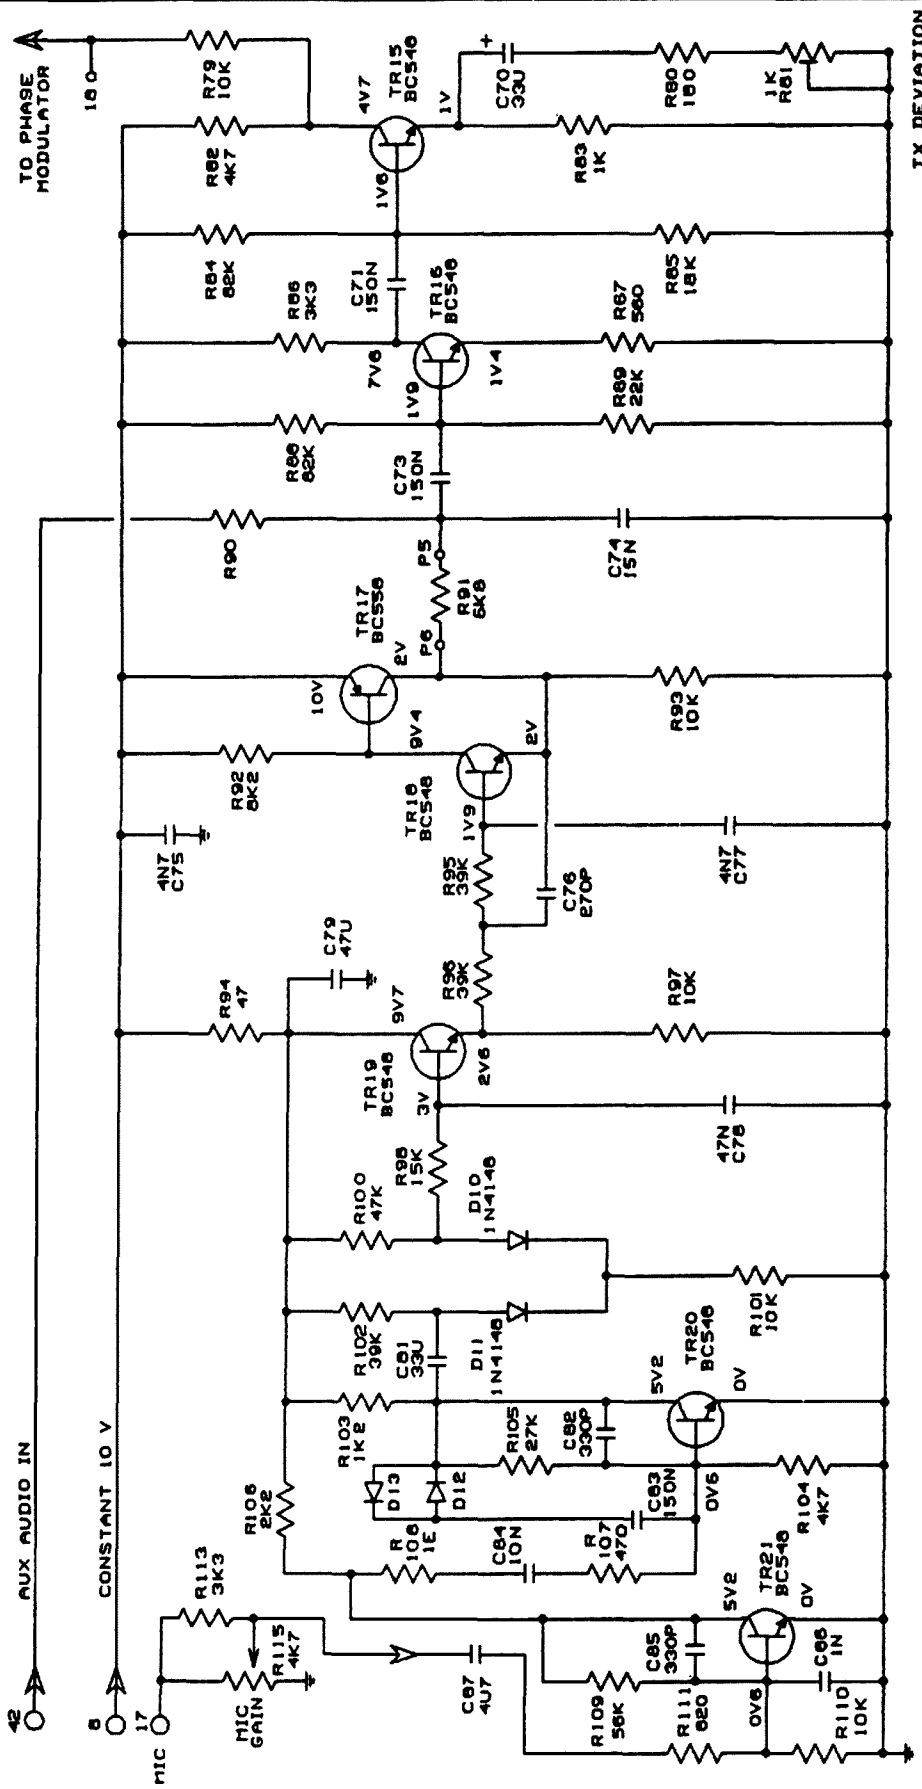 42
AUX AUDIO IN
8
CONSTANT 10 V
17
MIC
R113
3K3
R115
4K7
MIC
GAIN
C87
4U7
R109
56K
R111
820
C85
330P
0V6
R110
10K
C86
1N
5V2
TR21
BC548
0V
R106
2K2
R
108
1E
C84
10N
R
107
470
D13
D12
C83
150N
0V6
R104
4K7
R103
1K2
R105
27K
C82
330P
5V2
TR20
BC548
0V
R102
39K
C81
33U
D11
1N4148
R101
10K
R100
47K
D10
1N4148
R98
15K
47N
C78
3V
TR19
BC548
2V6
9V7
R94
47
C79
47U
R97
10K
R96
39K
R95
39K
C76
270P
4N7
C75
4N7
C77
1V9
TR18
BC548
2V
R92
8K2
9V4
10V
TR17
BC558
2V
R93
10K
P6
R91
6K8
P5
R90
C74
15N
C73
150N
R88
82K
R89
22K
1V9
TR16
BC548
7V6
1V4
R86
3K3
R87
560
C71
150N
R84
82K
R85
18K
1V6
TR15
BC548
4V7
1V
R82
4K7
R83
1K
R79
10K
18
+
C70
33U
R80
180
1K
R81
TO PHASE
MODULATOR
TX DEVIATION